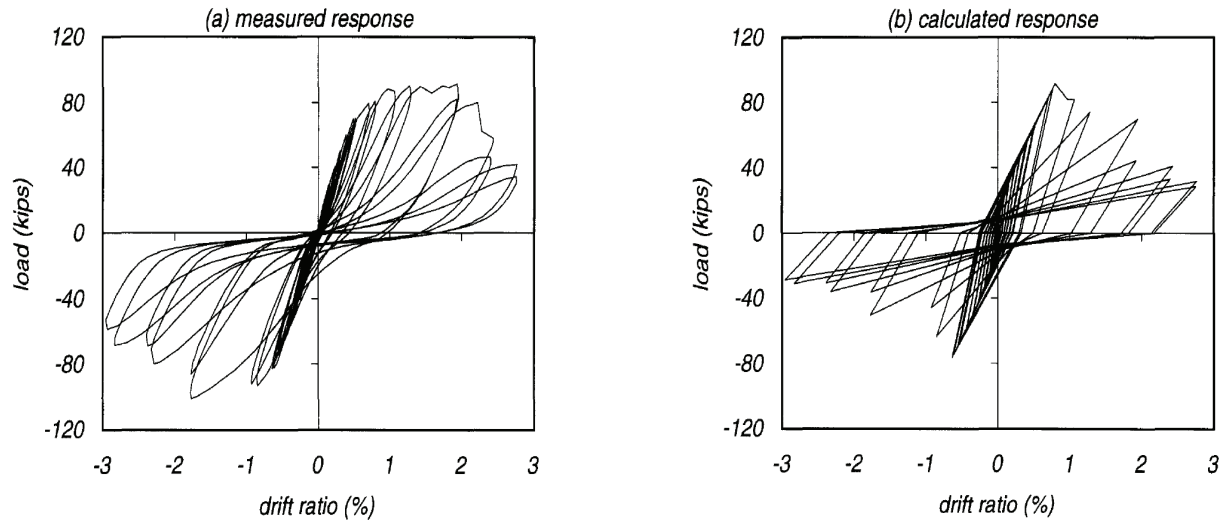 (a) measured response
120
80
40
0
-40
-80
-120
load (kips)
-3 -2 -1 0 1 2 3
drift ratio (%)
(b) calculated response
120
80
40
0
-40
-80
-120
load (kips)
-3 -2 -1 0 1 2 3
drift ratio (%)